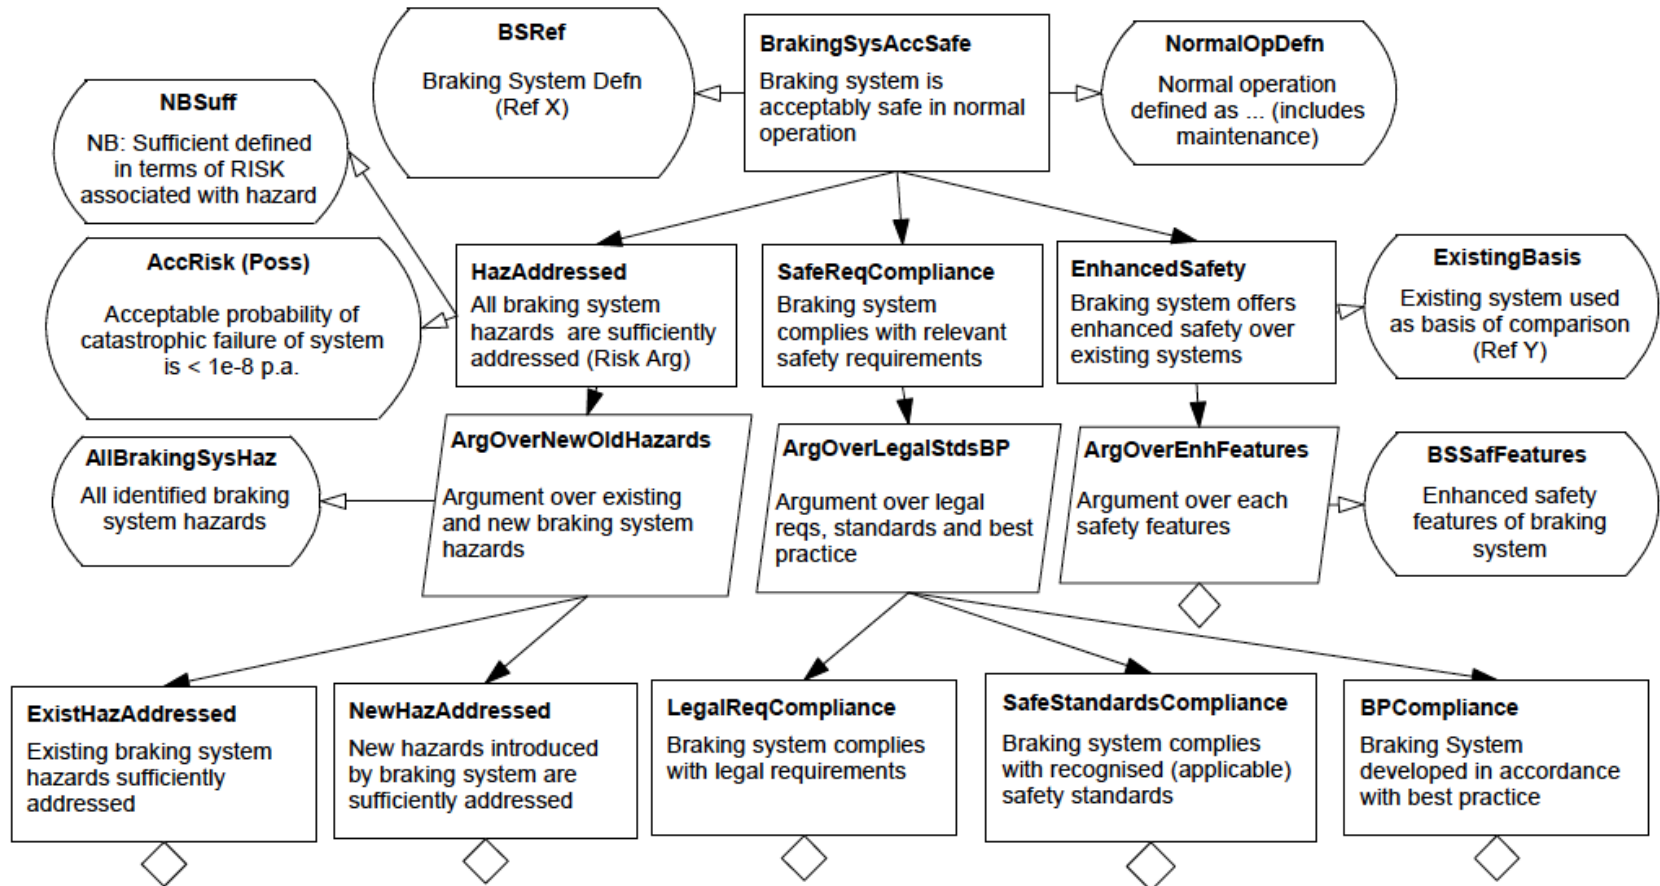 BSRef
Braking System Defn
(Ref X)
BrakingSysAccSafe
Braking system is
acceptably safe in normal
operation
NormalOpDefn
Normal operation
defined as ... (includes
maintenance)
NBSuff
NB: Sufficient defined
in terms of RISK
associated with hazard
AccRisk (Poss)
Acceptable probability of
catastrophic failure of system
is < 1e-8 p.a.
HazAddressed
All braking system
hazards are sufficiently
addressed (Risk Arg)
SafeReqCompliance
Braking system
complies with relevant
safety requirements
EnhancedSafety
Braking system offers
enhanced safety over
existing systems
ExistingBasis
Existing system used
as basis of comparison
(Ref Y)
AllBrakingSysHaz
All identified braking
system hazards
ArgOverNewOldHazards
Argument over existing
and new braking system
hazards
ArgOverLegalStdsBP
Argument over legal
reqs, standards and best
practice
ArgOverEnhFeatures
Argument over each
safety features
BSSafFeatures
Enhanced safety
features of braking
system
ExistHazAddressed
Existing braking system
hazards sufficiently
addressed
NewHazAddressed
New hazards introduced
by braking system are
sufficiently addressed
LegalReqCompliance
Braking system complies
with legal requirements
SafeStandardsCompliance
Braking system complies
with recognised (applicable)
safety standards
BPCompliance
Braking System
developed in accordance
with best practice